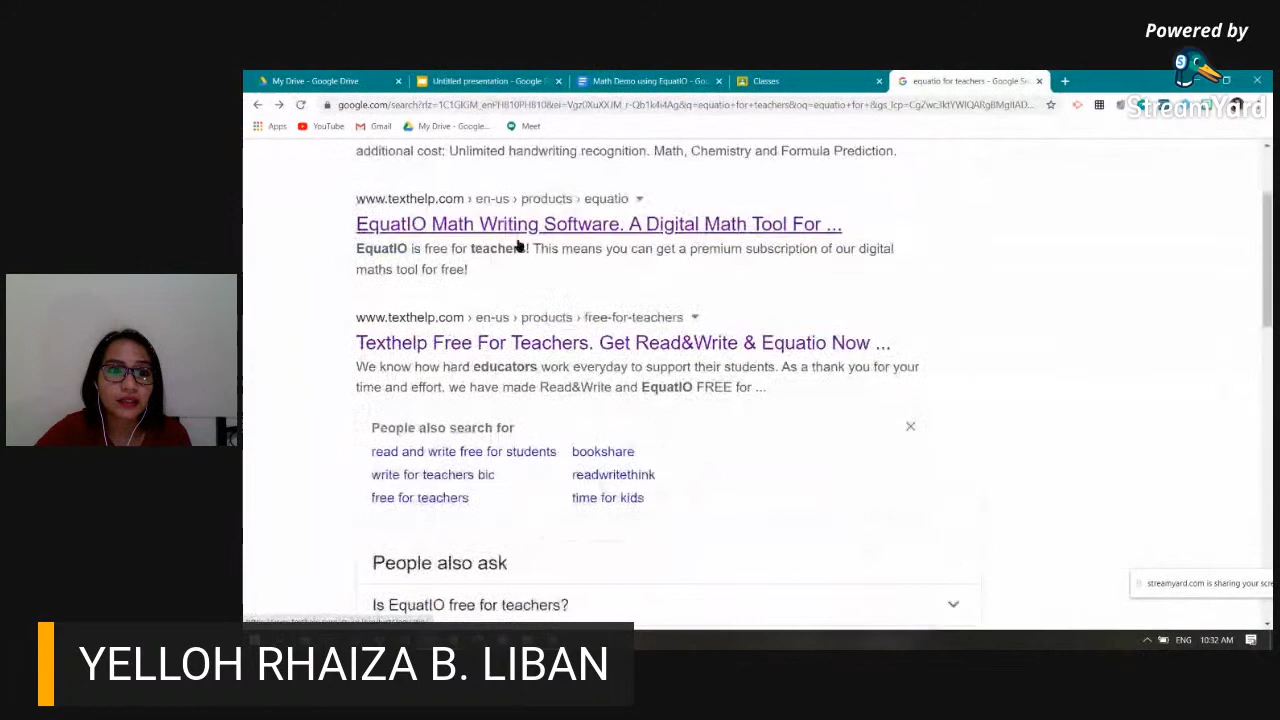 Powered by
StreamYard
My Drive - Google Drive
Untitled presentation - Google
Math Demo using EquatIO - Go...
Classes
equatio for teachers - Google Se
YouTube
Apps
Gmail
My Drive - Google...
Meet
additional cost: Unlimited handwriting recognition. Math, Chemistry and Formula Prediction.
www.texthelp.com › en-us › products › equatio
EquatIO Math Writing Software. A Digital Math Tool For ...
EquatIO is free for teachers! This means you can get a premium subscription of our digital
maths tool for free!
www.texthelp.com › en-us › products › free-for-teachers
Texthelp Free For Teachers. Get Read&Write & Equatio Now ...
We know how hard educators work everyday to support their students. As a thank you for your
time and effort, we have made Read&Write and EquatIO FREE for ...
People also search for
read and write free for students
bookshare
write for teachers bic
readwritethink
free for teachers
time for kids
People also ask
Is EquatIO free for teachers?
streamyard.com is sharing your scre
ENG 10:32 AM
YELLOH RHAIZA B. LIBAN